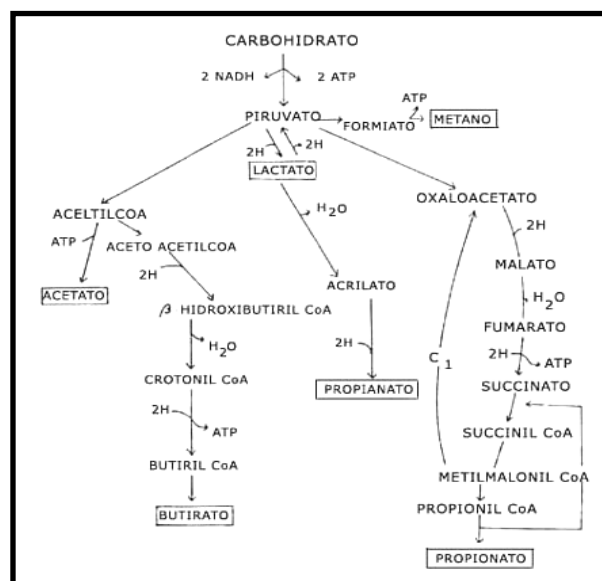 CARBOHIDRATO
2 NADH
2 ATP
PIRUVATO
ATP
FORMIATO
METANO
2H
2H
LACTATO
ACELTILCOA
H2O
OXALOACETATO
ATP
ACETO ACETILCOA
2H
2H
ACRILATO
MALATO
ACETATO
β HIDROXIBUTIRIL CoA
H2O
FUMARATO
H2O
2H
C1
2H
ATP
CROTONIL CoA
PROPIANATO
SUCCINATO
2H
ATP
SUCCINIL CoA
BUTIRIL CoA
METILMALONIL CoA
PROPIONIL CoA
BUTIRATO
PROPIONATO